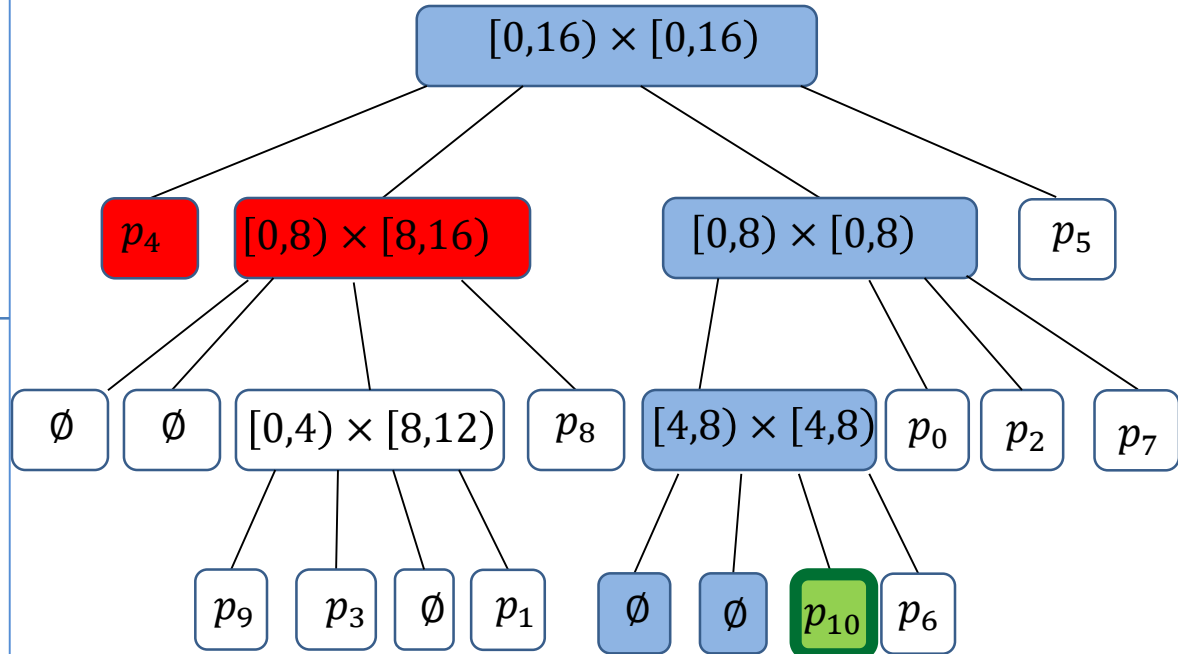 [0,16) × [0,16)
p₄ [0,8) × [8,16) [0,8) × [0,8) p₅
∅ ∅ [0,4) × [8,12) p₈ [4,8) × [4,8) p₀ p₂ p₇
p₉ p₃ ∅ p₁ ∅ ∅ p₁₀ p₆